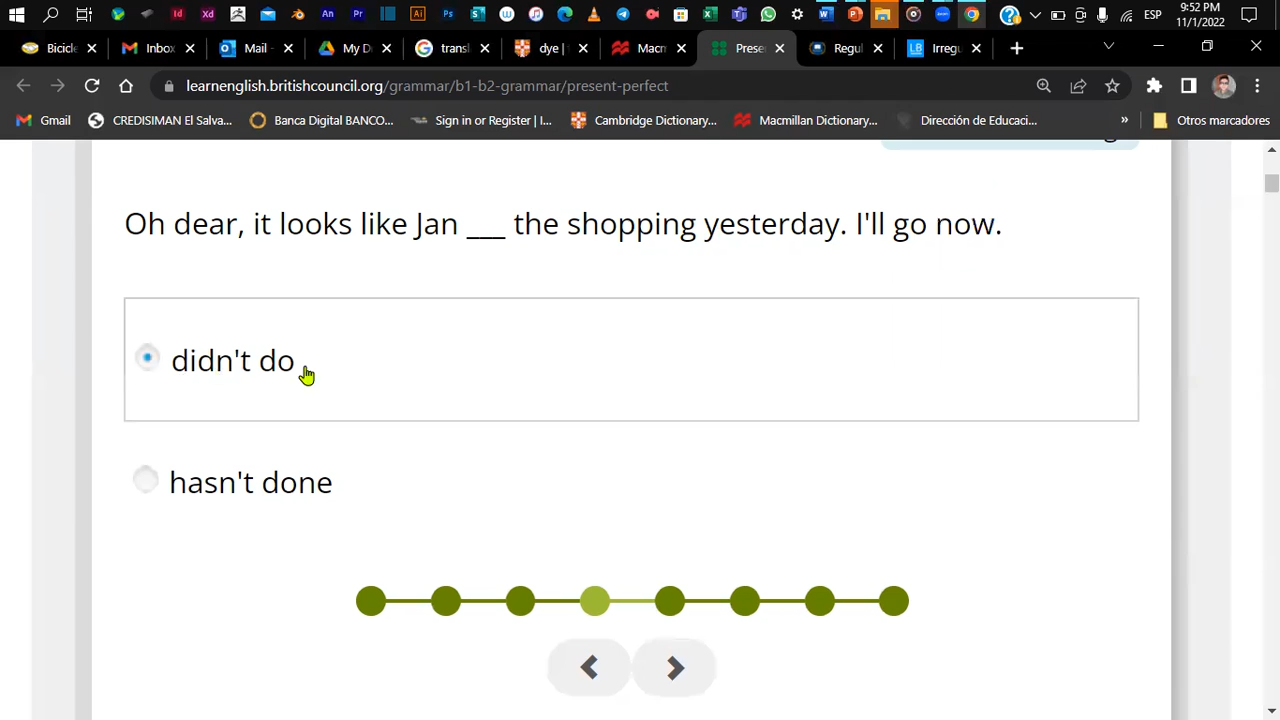 9:52 PM
ESP
11/1/2022
Bicicle
Inbox
Mail -
My D
transl
dye | 
Macm
Prese
Regul
Irregu
learnenglish.britishcouncil.org/grammar/b1-b2-grammar/present-perfect
Gmail
CREDISIMAN El Salva...
Banca Digital BANCO...
Sign in or Register | I...
Cambridge Dictionary...
Macmillan Dictionary...
Dirección de Educaci...
»
Otros marcadores
Oh dear, it looks like Jan ___ the shopping yesterday. I'll go now.
didn't do
hasn't done